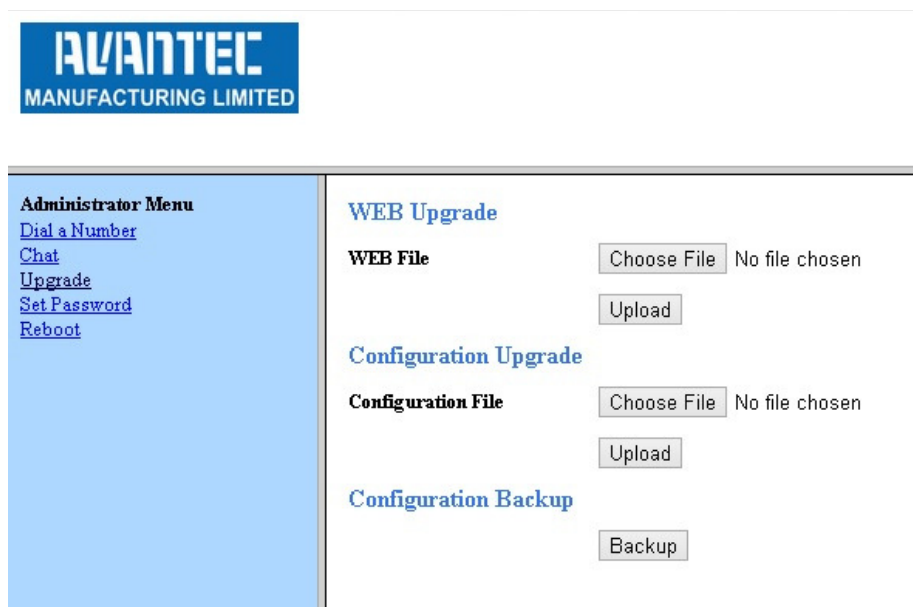 AVANTEC
MANUFACTURING LIMITED
Administrator Menu
Dial a Number
Chat
Upgrade
Set Password
Reboot
WEB Upgrade
WEB File
Choose File No file chosen
Upload
Configuration Upgrade
Configuration File
Choose File No file chosen
Upload
Configuration Backup
Backup